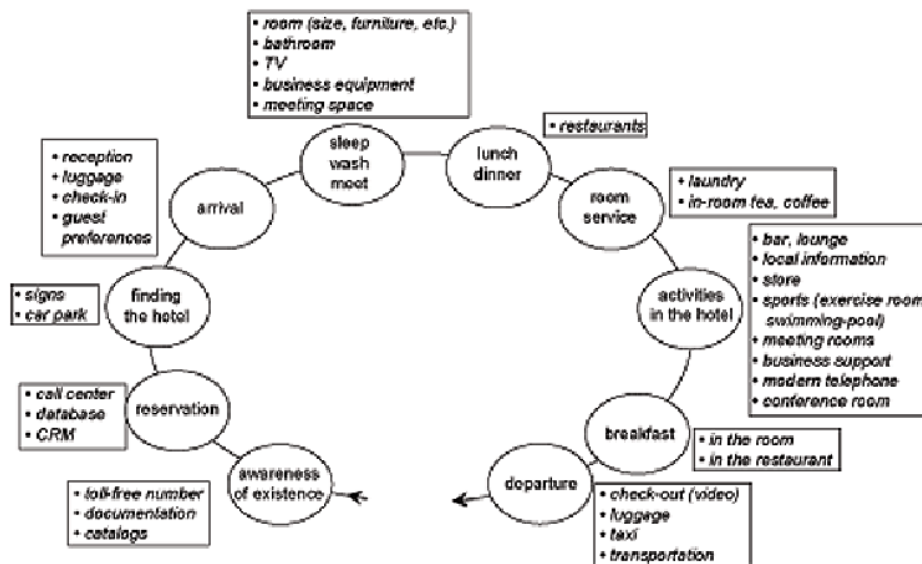 • room (size, furniture, etc.)
• bathroom
• TV
• business equipment
• meeting space
sleep
wash
meet
lunch
dinner
• restaurants
• reception
• luggage
• check-in
• guest
preferences
arrival
room
service
• laundry
• in-room tea, coffee
• signs
• car park
finding
the hotel
activities
in the hotel
• bar, lounge
• local information
• store
• sports (exercise room
swimming-pool)
• meeting rooms
• business support
• modern telephone
• conference room
• call center
• database
• CRM
reservation
breakfast
• in the room
• in the restaurant
• toll-free number
• documentation
• catalogs
awareness
of existence
departure
• check-out (video)
• luggage
• taxi
• transportation